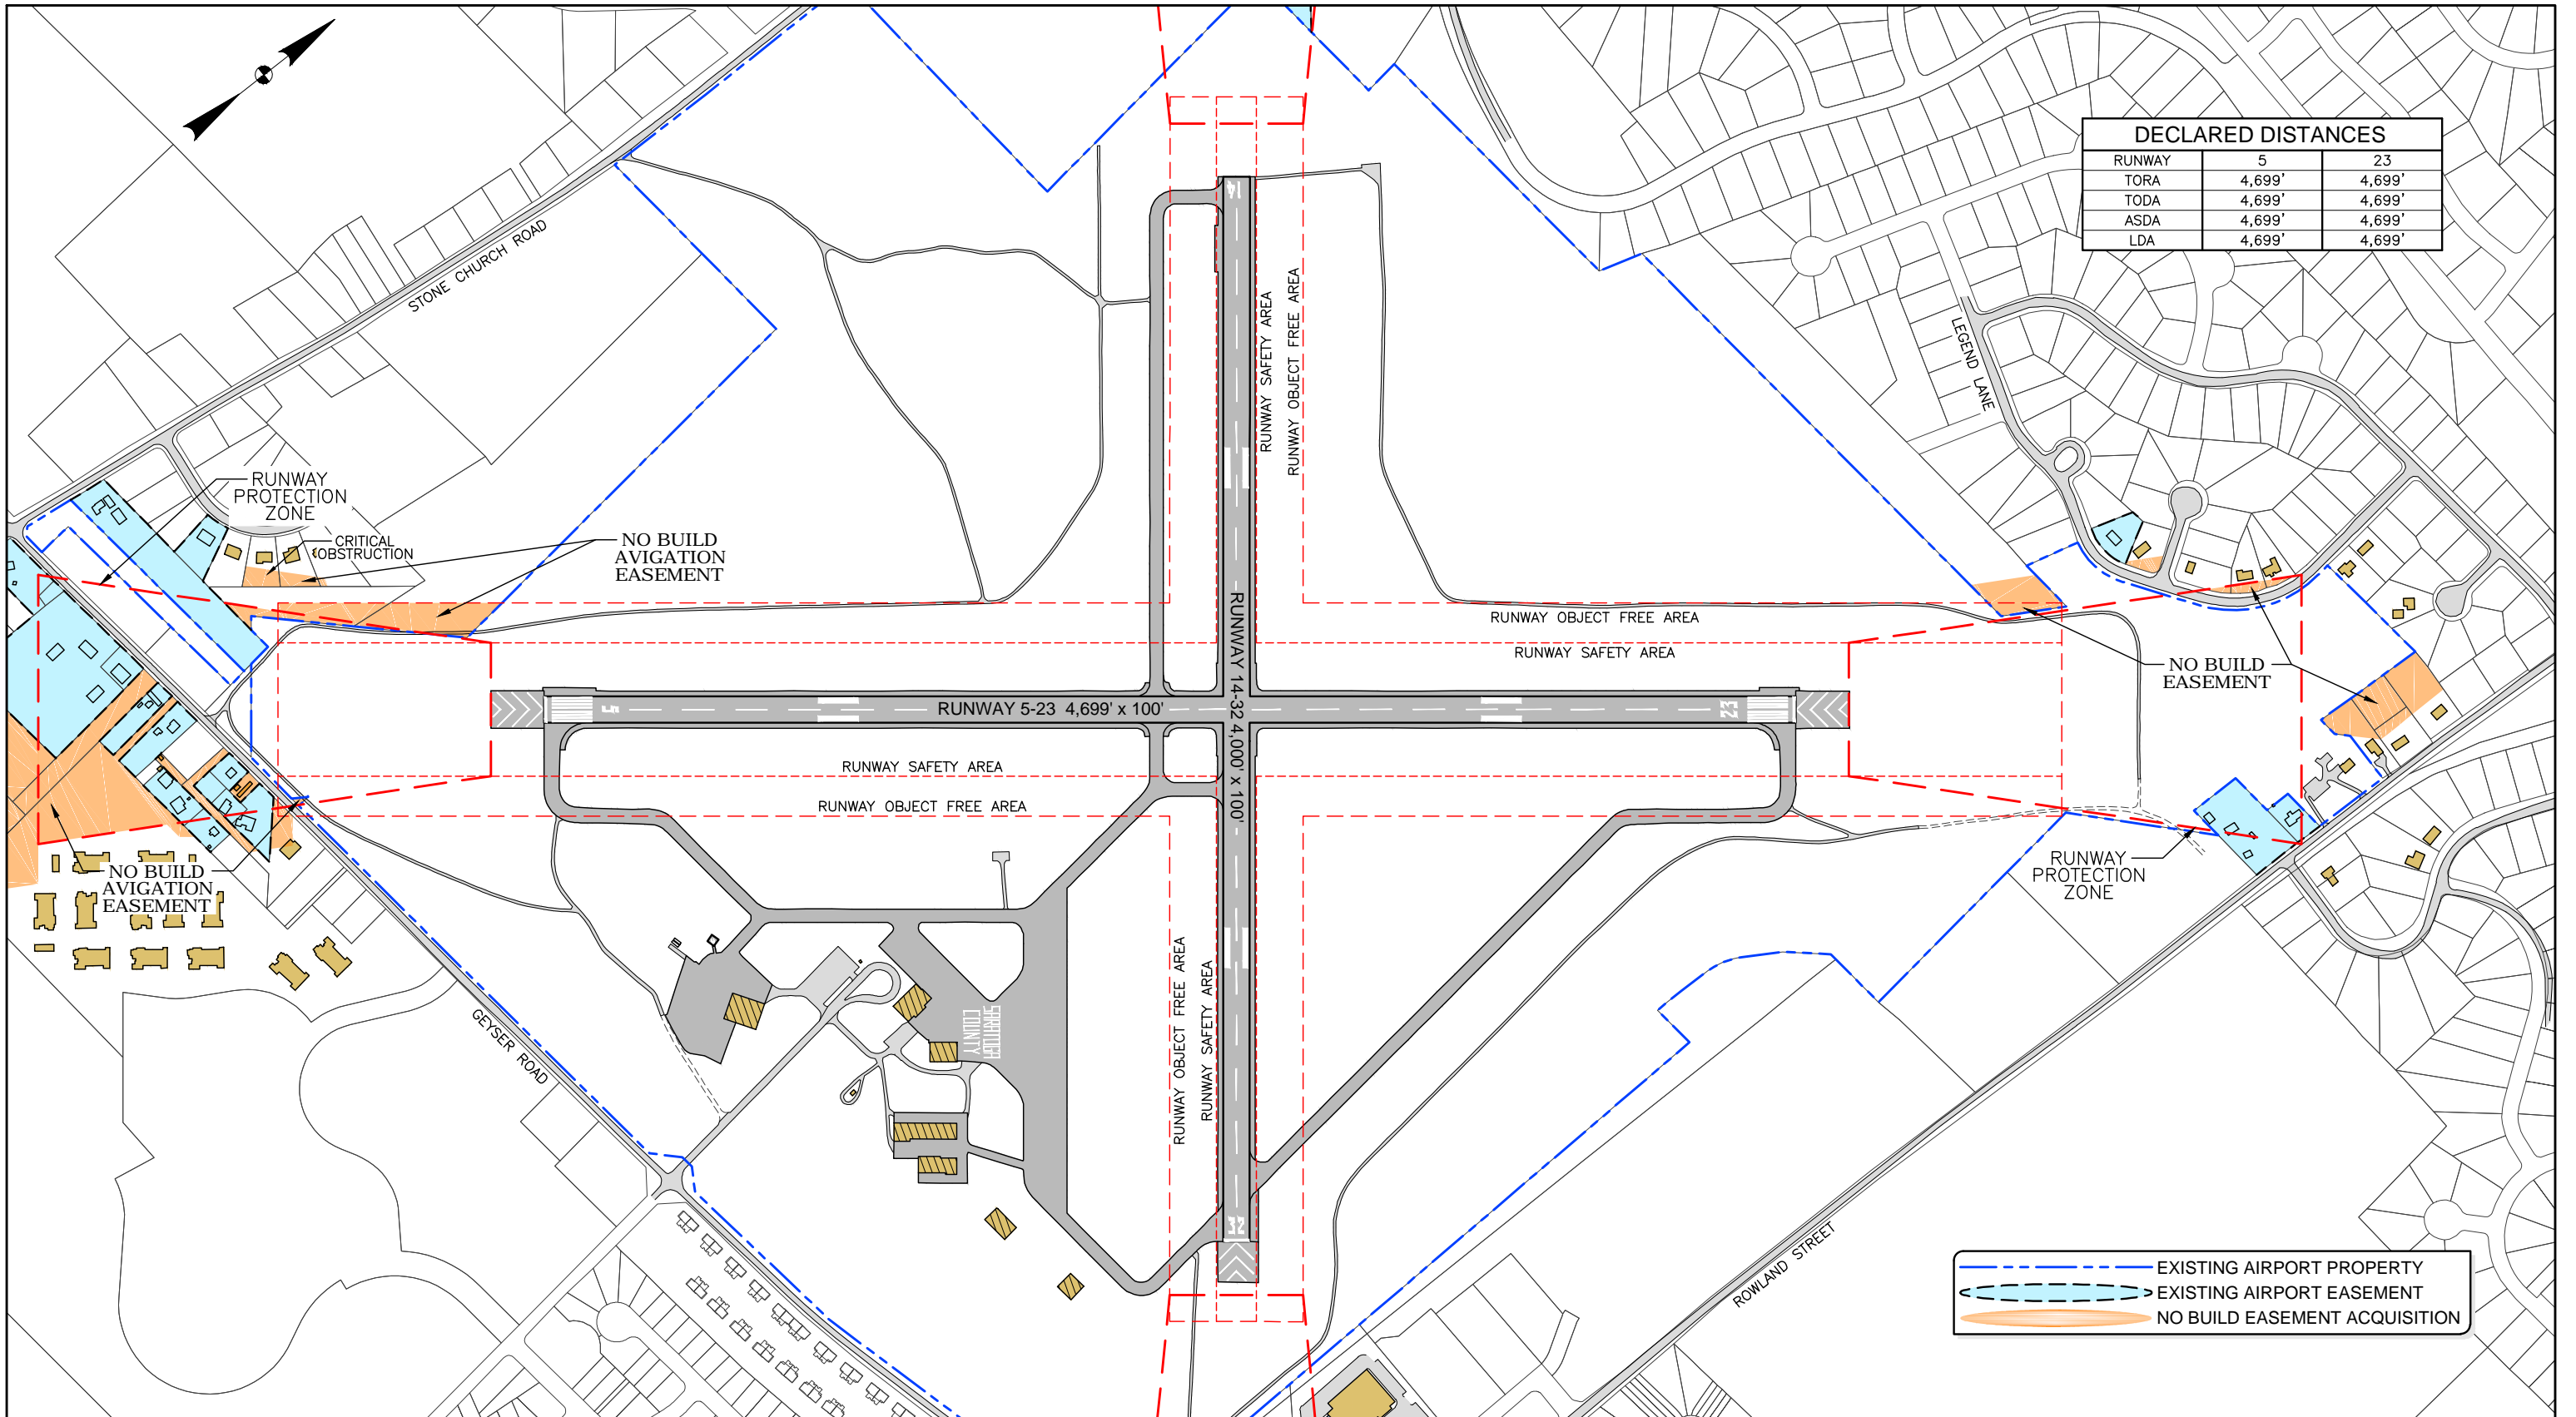 DECLARED DISTANCES
RUNWAY 5 23
TORA 4,699' 4,699'
TODA 4,699' 4,699'
ASDA 4,699' 4,699'
LDA 4,699' 4,699'
STONE CHURCH ROAD
14
RUNWAY SAFETY AREA
RUNWAY OBJECT FREE AREA
LEGEND LANE
RUNWAY
PROTECTION
ZONE
CRITICAL
OBSTRUCTION
NO BUILD
AVIGATION
EASEMENT
RUNWAY OBJECT FREE AREA
RUNWAY SAFETY AREA
NO BUILD
EASEMENT
5
RUNWAY 5-23 4,699' x 100'
RUNWAY 14-32 4,000' x 100'
23
RUNWAY SAFETY AREA
RUNWAY OBJECT FREE AREA
NO BUILD
AVIGATION
EASEMENT
RUNWAY
PROTECTION
ZONE
RUNWAY OBJECT FREE AREA
RUNWAY SAFETY AREA
SARATOGA
COUNTY
GEYSER ROAD
32
ROWLAND STREET
EXISTING AIRPORT PROPERTY
EXISTING AIRPORT EASEMENT
NO BUILD EASEMENT ACQUISITION